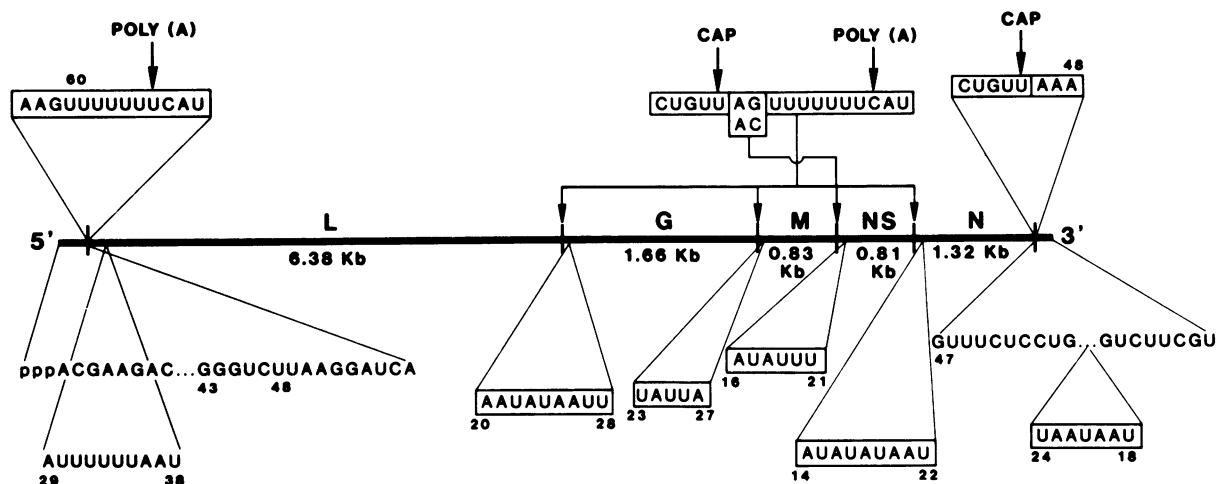 POLY (A)
60
AAGUUUUUUUCAU
CAP
POLY (A)
CUGUU AG UUUUUUUCAU
AC
CAP
48
CUGUU AAA
5'
L
G
M
NS
N
3'
6.38 Kb
1.66 Kb
0.83 Kb
0.81 Kb
1.32 Kb
pppACGAAGAC...GGGUCUUAAGGAUCA
43 48
AUUUUUUAAU
29 38
AAUAUAAUU
20 28
UAUUA
23 27
AUAUUU
16 21
AUAUAUAAU
14 22
GUUUCUCCUG...GUCUUCGU
47
UAAUAAU
24 18